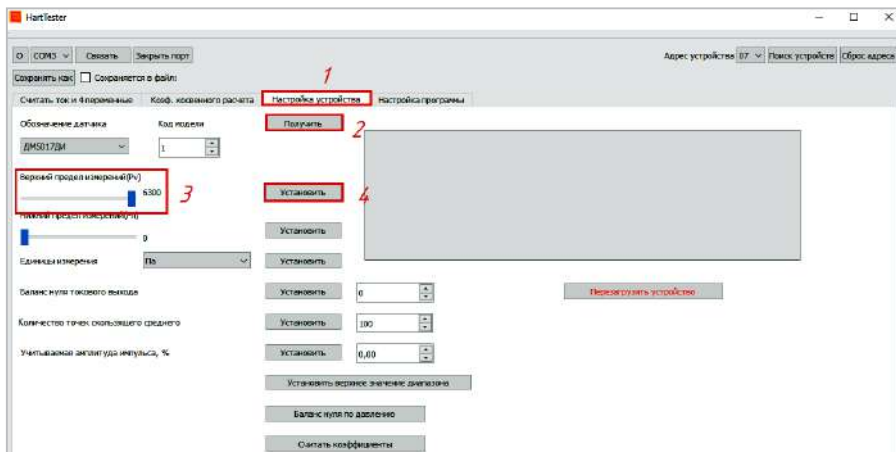 HartTester
О COM3 Связать Закрыть порт Адрес устройства 07 Поиск устройств Сброс адреса
Сохранять как Сохраняется в файл:
1
Считать ток и 4 переменные Коэф. косвенного расчета Настройка устройства Настройка программы
Обозначение датчика Код модели Получить 2
ДМ5017ДИ 1
Верхний предел измерений(Pv)
6300 3 Установить 4
Нижний предел измерений(Pn)
0 Установить
Единицы измерения Па Установить
Баланс нуля токового выхода Установить 0 Перезагрузить устройство
Количество точек скользящего среднего Установить 100
Учитываемая амплитуда импульса, % Установить 0,00
Установить верхнее значение диапазона
Баланс нуля по давлению
Считать коэффициенты